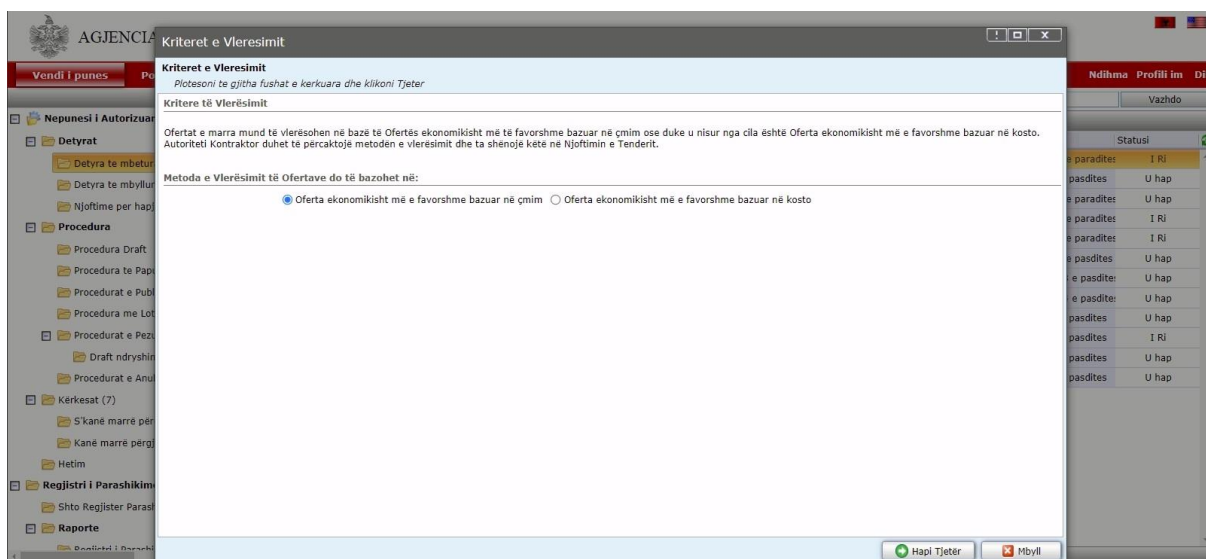 AGJENCIA
Vendi i punes
Ndihma Profili im
Vazhdo
Nepunesi i Autorizuar
Detyrat
Detyra te mbetur
Detyra te mbyllur
Njoftime per hapj
Procedura
Procedura Draft
Procedura te Papu
Procedurat e Publ
Procedura me Lot
Procedurat e Pezu
Draft ndryshim
Procedurat e Anul
Kërkesat (7)
S'kanë marrë për
Kanë marrë përgj
Hetim
Regjistri i Parashikime
Shto Regjister Parash
Raporte
Kriteret e Vleresimit
Kriteret e Vleresimit
Plotesoni te gjitha fushat e kerkuara dhe klikoni Tjeter
Kritere të Vlerësimit
Ofertat e marra mund të vlerësohen në bazë të Ofertës ekonomikisht më të favorshme bazuar në çmim ose duke u nisur nga cila është Oferta ekonomikisht më e favorshme bazuar në kosto.
Autoriteti Kontraktor duhet të përcaktojë metodën e vlerësimit dhe ta shënojë këtë në Njoftimin e Tenderit.
Metoda e Vlerësimit të Ofertave do të bazohet në:
Oferta ekonomikisht më e favorshme bazuar në çmim Oferta ekonomikisht më e favorshme bazuar në kosto
Hapi Tjetër Mbyll
Statusi
e paradites I Ri
pasdites U hap
e paradites U hap
e paradites I Ri
e paradites I Ri
e pasdites U hap
e pasdites U hap
e pasdites U hap
pasdites U hap
pasdites I Ri
pasdites U hap
pasdites U hap